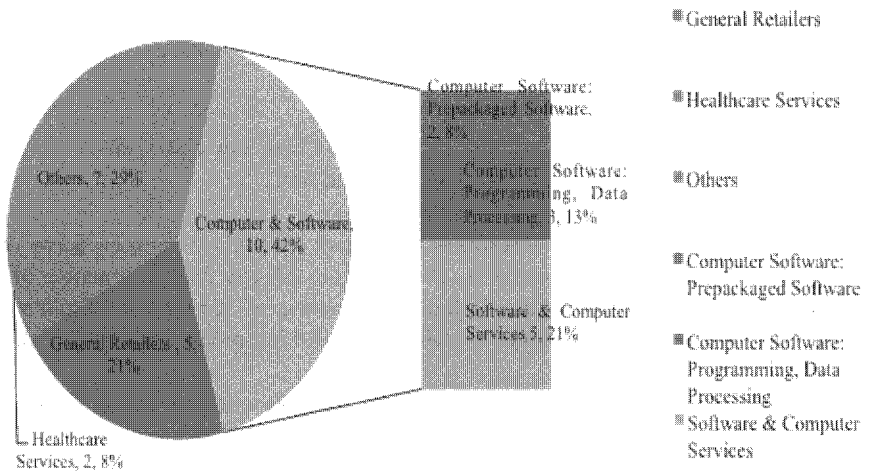 Others, 7, 29%
Computer & Software,
10, 42%
General Retailers , 5,
21%
Healthcare
Services, 2, 8%
Computer Software:
Prepackaged Software,
2, 8%
Computer Software:
Programming, Data
Processing, 3, 13%
Software & Computer
Services 5, 21%
General Retailers
Healthcare Services
Others
Computer Software:
Prepackaged Software
Computer Software:
Programming, Data
Processing
Software & Computer
Services